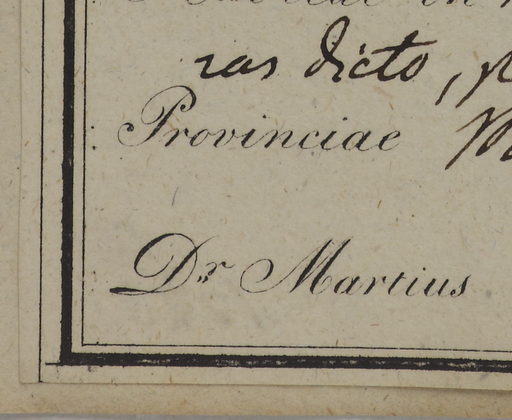 ras dicto,
Provinciae
Dr Martius